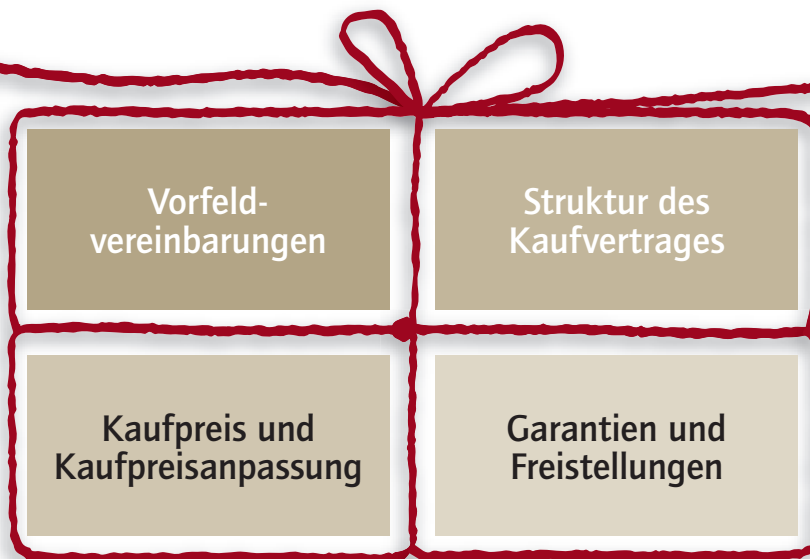 Vorfeld-
vereinbarungen
Struktur des
Kaufvertrages
Kaufpreis und
Kaufpreisanpassung
Garantien und
Freistellungen